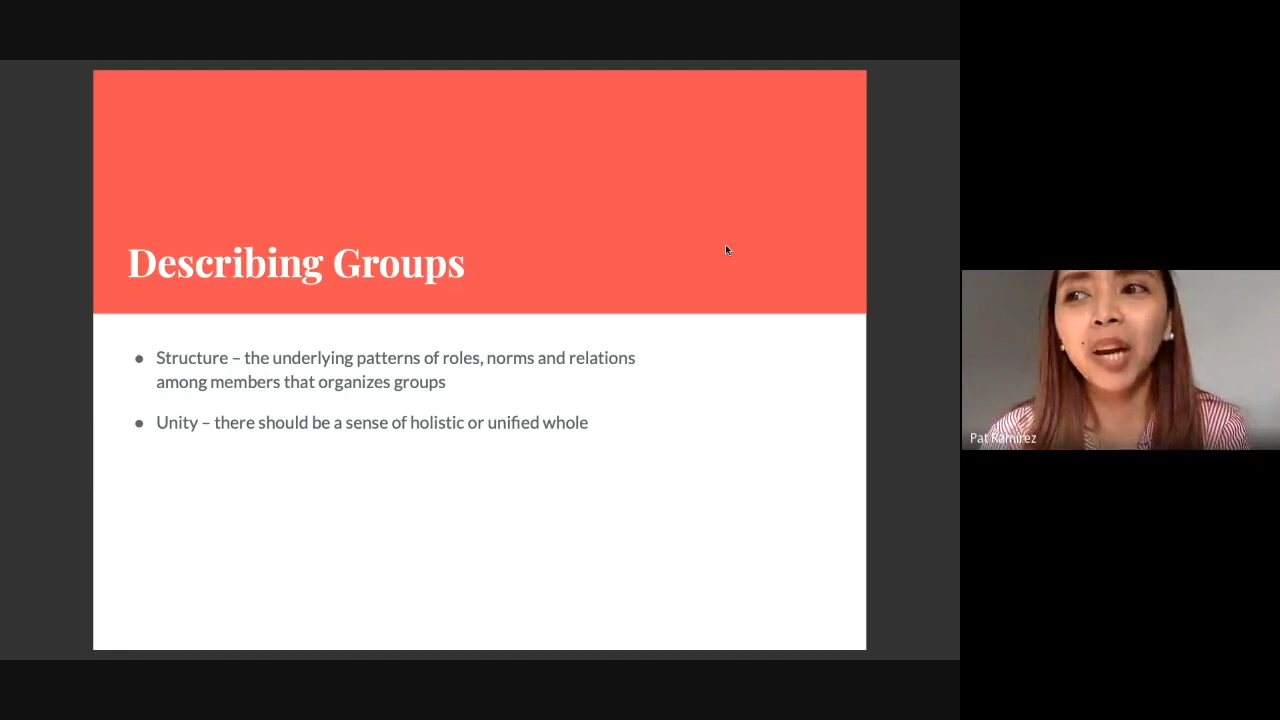 Describing Groups
● Structure – the underlying patterns of roles, norms and relations
among members that organizes groups
● Unity – there should be a sense of holistic or unified whole
Pat Ramirez